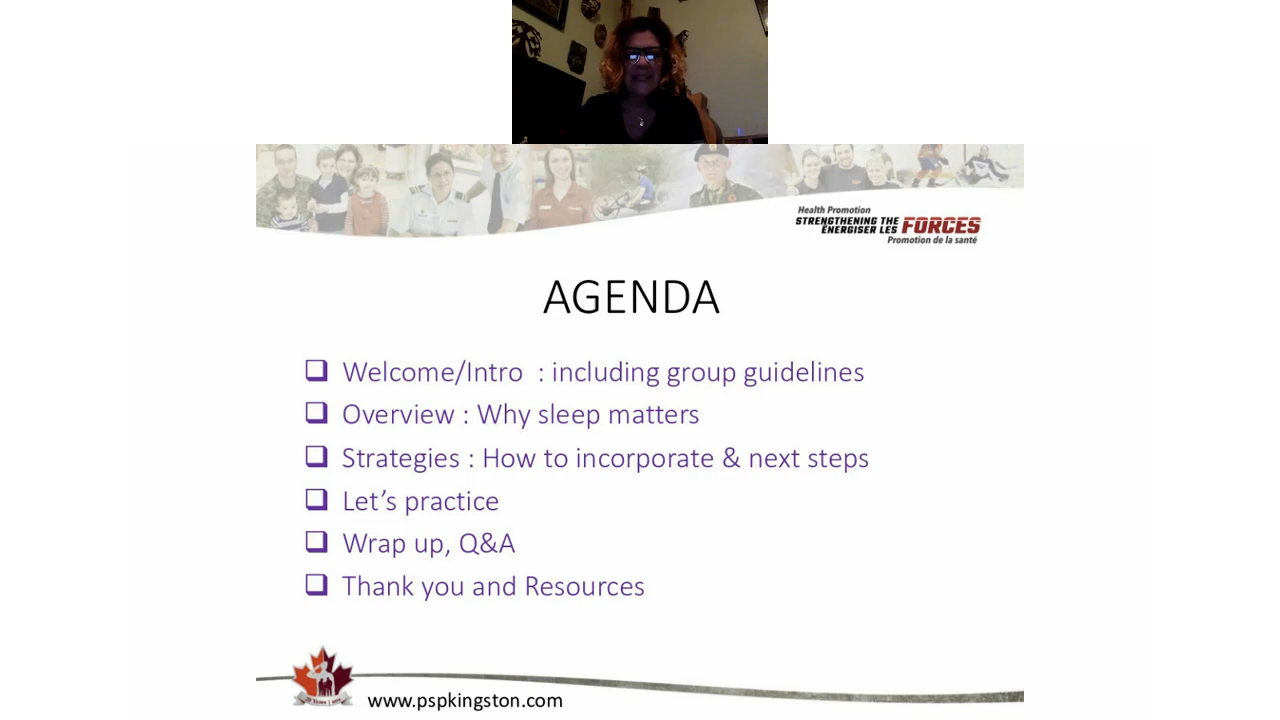 Health Promotion
STRENGTHENING THE
ÉNERGISER LES FORCES
Promotion de la santé
AGENDA
❑ Welcome/Intro : including group guidelines
❑ Overview : Why sleep matters
❑ Strategies : How to incorporate & next steps
❑ Let’s practice
❑ Wrap up, Q&A
❑ Thank you and Resources
www.pspkingston.com